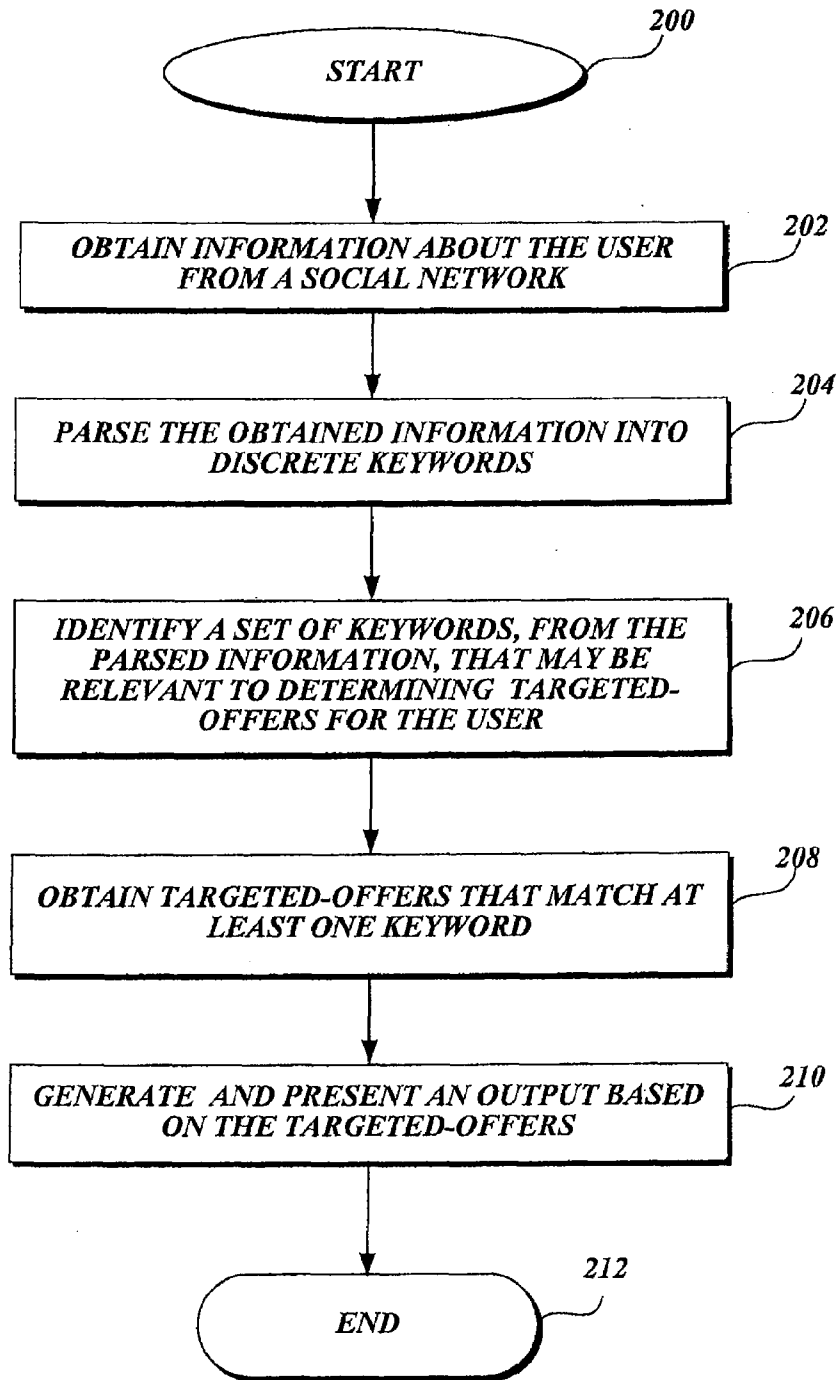 200
START
202
OBTAIN INFORMATION ABOUT THE USER
FROM A SOCIAL NETWORK
204
PARSE THE OBTAINED INFORMATION INTO
DISCRETE KEYWORDS
206
IDENTIFY A SET OF KEYWORDS, FROM THE
PARSED INFORMATION, THAT MAY BE
RELEVANT TO DETERMINING TARGETED-
OFFERS FOR THE USER
208
OBTAIN TARGETED-OFFERS THAT MATCH AT
LEAST ONE KEYWORD
210
GENERATE AND PRESENT AN OUTPUT BASED
ON THE TARGETED-OFFERS
212
END